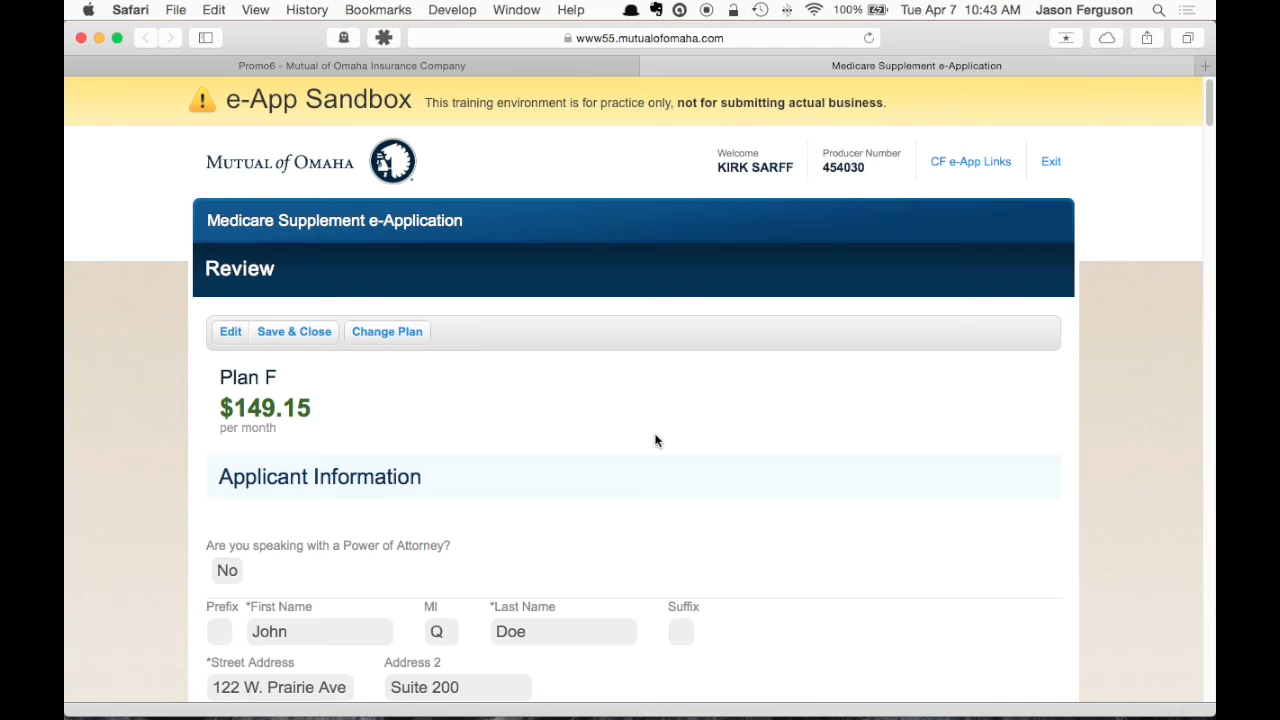 Safari File Edit View History Bookmarks Develop Window Help 100% Tue Apr 7 10:43 AM Jason Ferguson
www55.mutualofomaha.com
Promo6 - Mutual of Omaha Insurance Company Medicare Supplement e-Application
e-App Sandbox This training environment is for practice only, not for submitting actual business.
MUTUAL of OMAHA
Welcome Producer Number
KIRK SARFF 454030 CF e-App Links Exit
Medicare Supplement e-Application
Review
Edit Save & Close Change Plan
Plan F
$149.15
per month
Applicant Information
Are you speaking with a Power of Attorney?
No
Prefix *First Name MI *Last Name Suffix
John Q Doe
*Street Address Address 2
122 W. Prairie Ave Suite 200